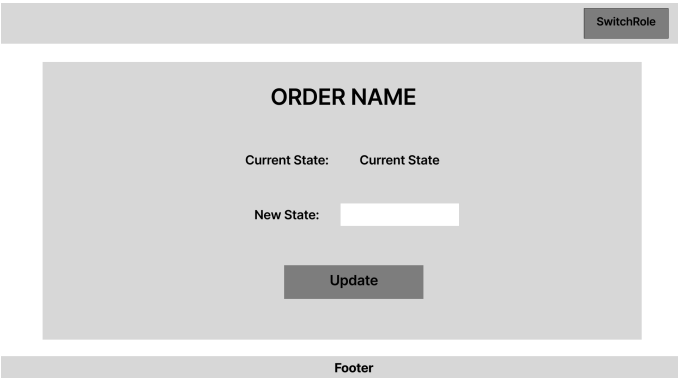 SwitchRole
ORDER NAME
Current State: Current State
New State:
Update
Footer